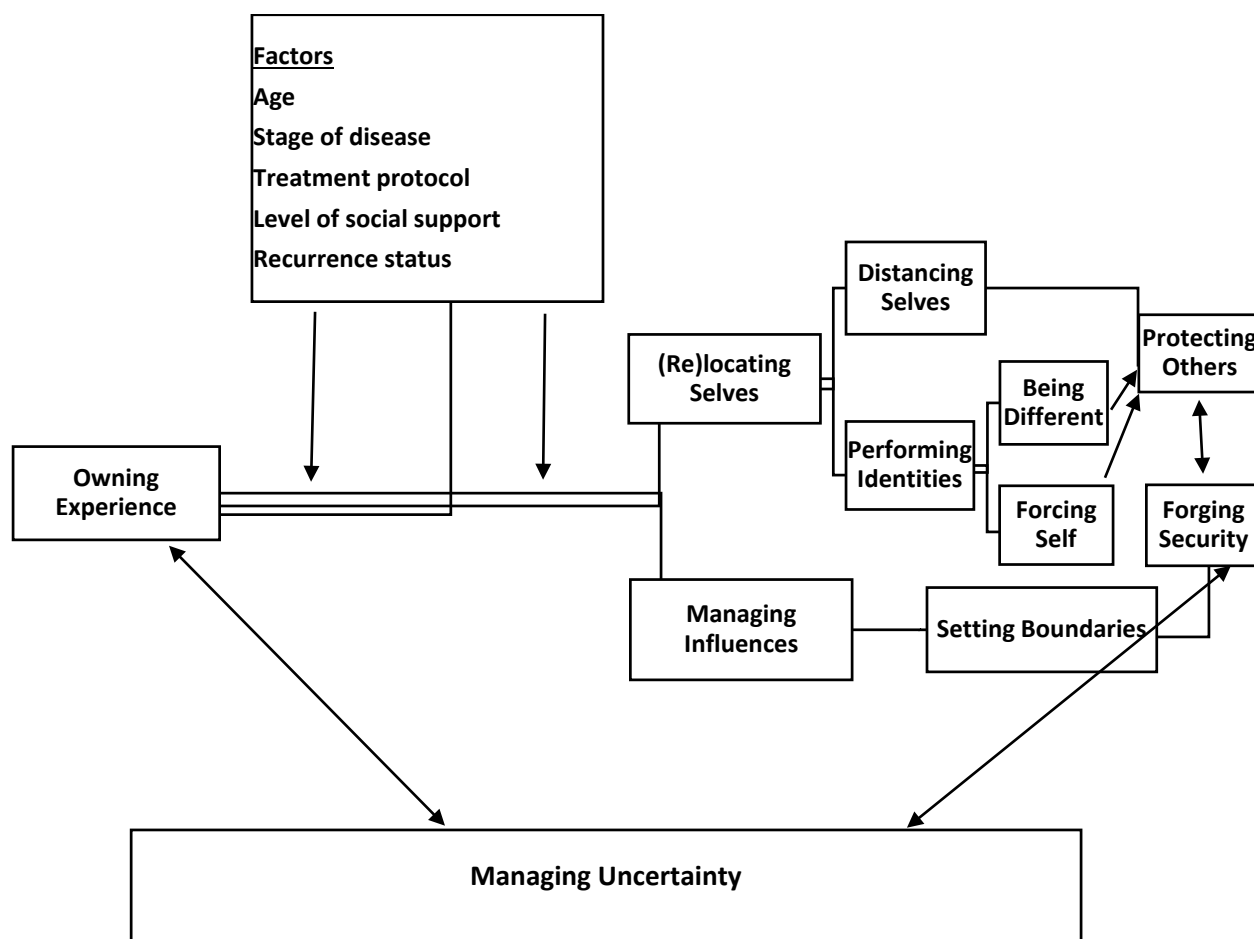 Factors
Age
Stage of disease
Treatment protocol
Level of social support
Recurrence status
Distancing
Selves
Protecting
Others
(Re)locating
Selves
Being
Different
Performing
Identities
Owning
Experience
Forcing
Self
Forging
Security
Managing
Influences
Setting Boundaries
Managing Uncertainty